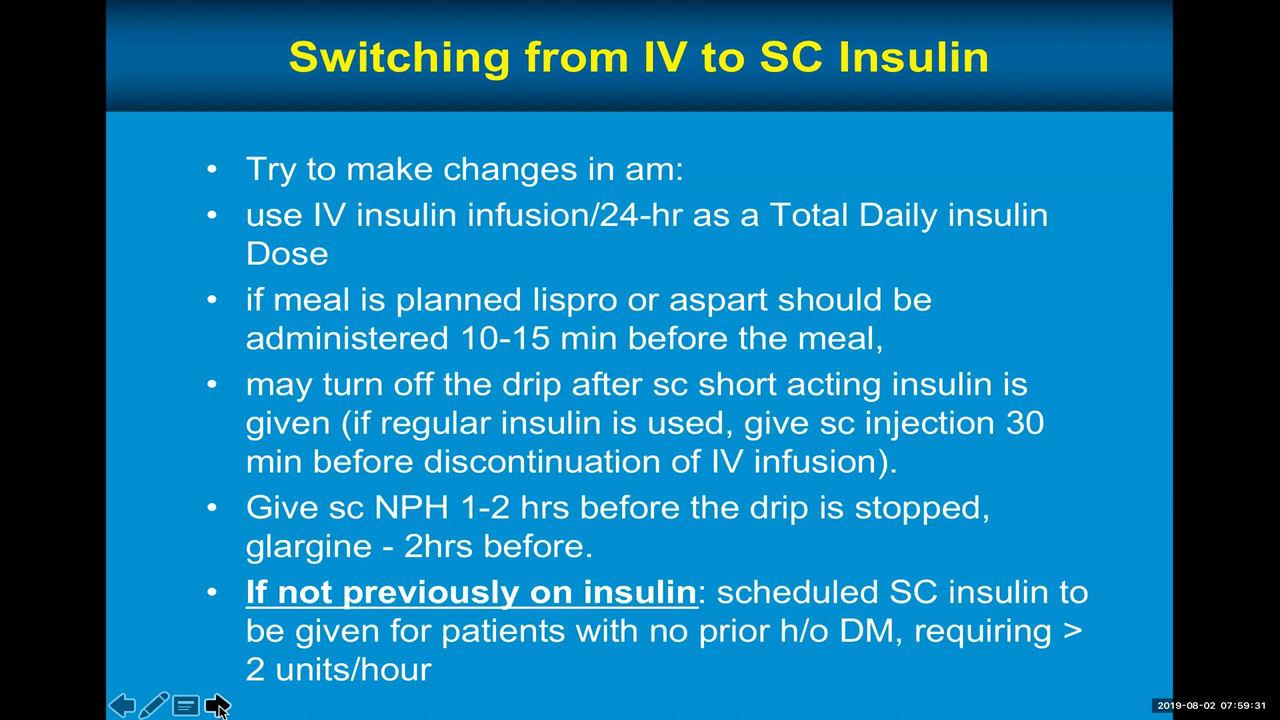 Switching from IV to SC Insulin
• Try to make changes in am:
• use IV insulin infusion/24-hr as a Total Daily insulin
Dose
• if meal is planned lispro or aspart should be
administered 10-15 min before the meal,
• may turn off the drip after sc short acting insulin is
given (if regular insulin is used, give sc injection 30
min before discontinuation of IV infusion).
• Give sc NPH 1-2 hrs before the drip is stopped,
glargine - 2hrs before.
• If not previously on insulin: scheduled SC insulin to
be given for patients with no prior h/o DM, requiring >
2 units/hour
2019-08-02 07:59:31